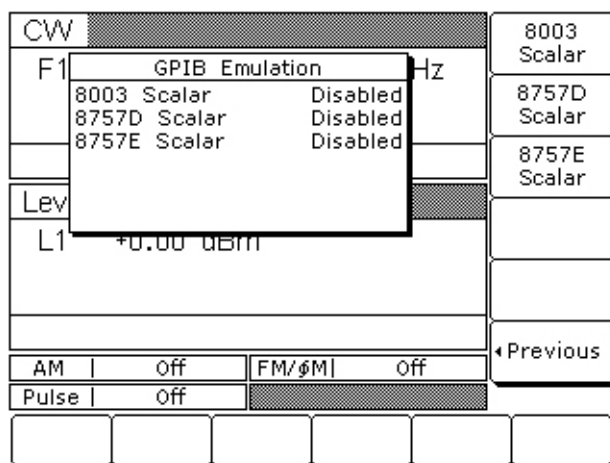 CW
F1
Hz
GPIB Emulation
8003 Scalar Disabled
8757D Scalar Disabled
8757E Scalar Disabled
Lev
L1 +0.00 dBm
AM | Off
FM/ϕM| Off
Pulse | Off
8003
Scalar
8757D
Scalar
8757E
Scalar
◂Previous